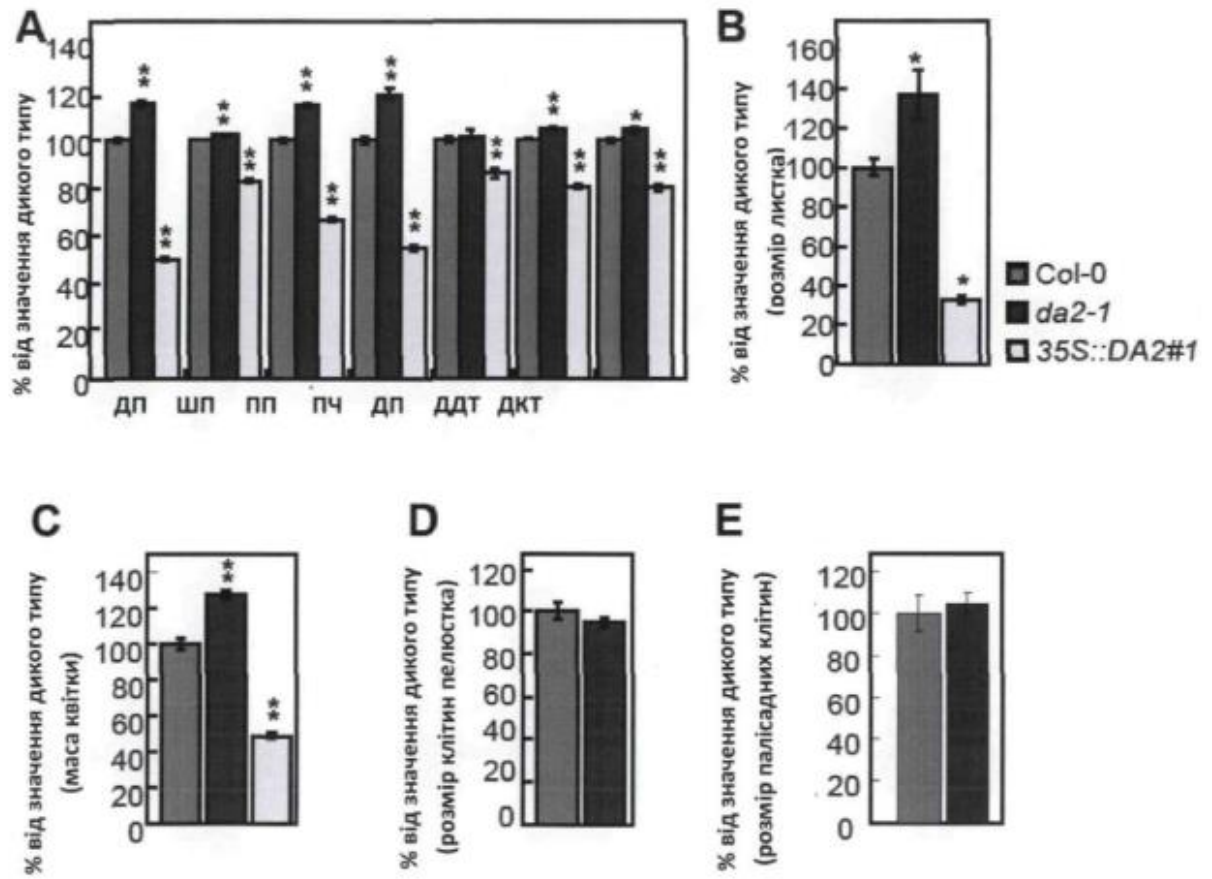 A
% від значення дикого типу
140
120
100
80
60
40
20
0
** ** ** ** ** ** ** ** ** ** ** * **
дп шп пп пч дп ддт дкт
B
% від значення дикого типу
(розмір листка)
160
140
120
100
80
60
40
20
0
* *
Col-0
da2-1
35S::DA2#1
C
% від значення дикого типу
(маса квітки)
140
120
100
80
60
40
20
0
** **
D
% від значення дикого типу
(розмір клітин пелюстка)
120
100
80
60
40
20
0
E
% від значення дикого типу
(розмір палісадних клітин)
120
100
80
60
40
20
0